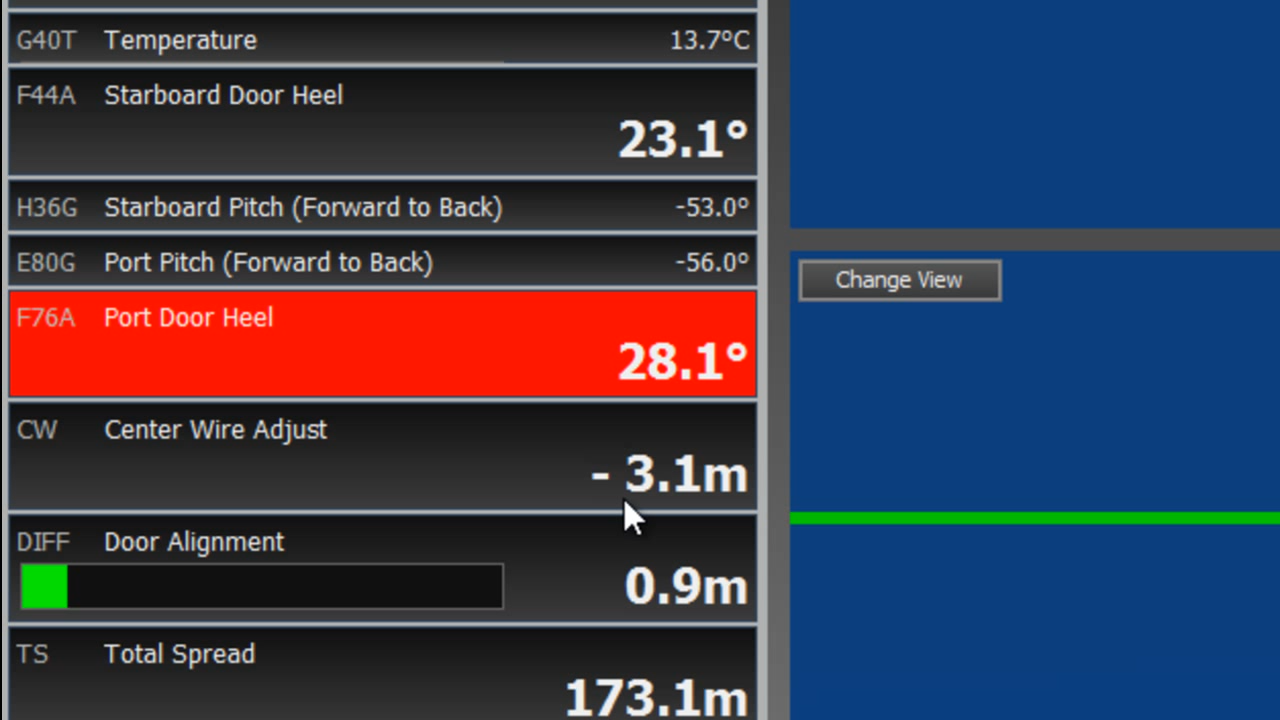 G40T Temperature 13.7°C
F44A Starboard Door Heel
23.1°
H36G Starboard Pitch (Forward to Back) -53.0°
E80G Port Pitch (Forward to Back) -56.0°
F76A Port Door Heel
28.1°
CW Center Wire Adjust
- 3.1m
DIFF Door Alignment
0.9m
TS Total Spread
173.1m
Change View